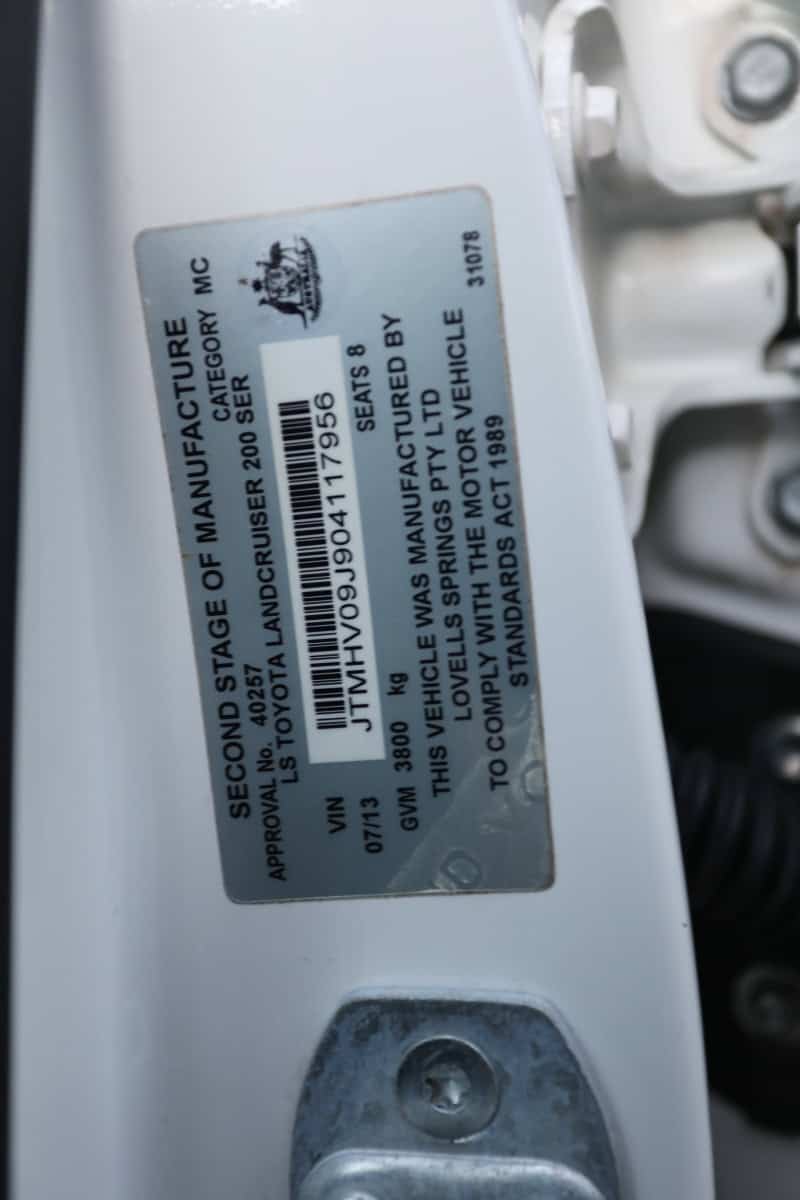 SECOND STAGE OF MANUFACTURE
APPROVAL No. 40257 CATEGORY MC
LS TOYOTA LANDCRUISER 200 SER
AUSTRALIA
VIN JTMHV09J904117956
07/13 SEATS 8
GVM 3800 kg
THIS VEHICLE WAS MANUFACTURED BY
LOVELLS SPRINGS PTY LTD
TO COMPLY WITH THE MOTOR VEHICLE
STANDARDS ACT 1989
31078